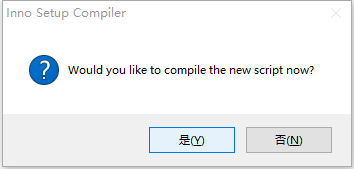 Inno Setup Compiler
Would you like to compile the new script now?
是(Y)
否(N)